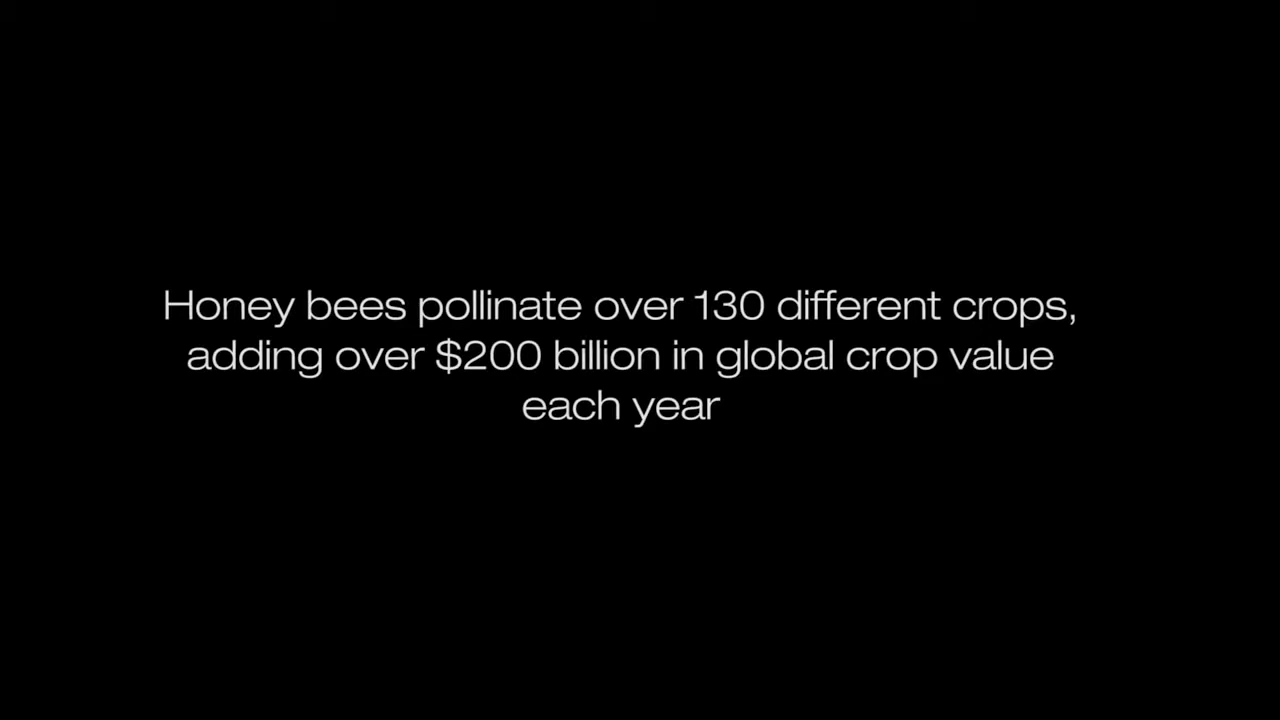 Honey bees pollinate over 130 different crops,
adding over $200 billion in global crop value
each year